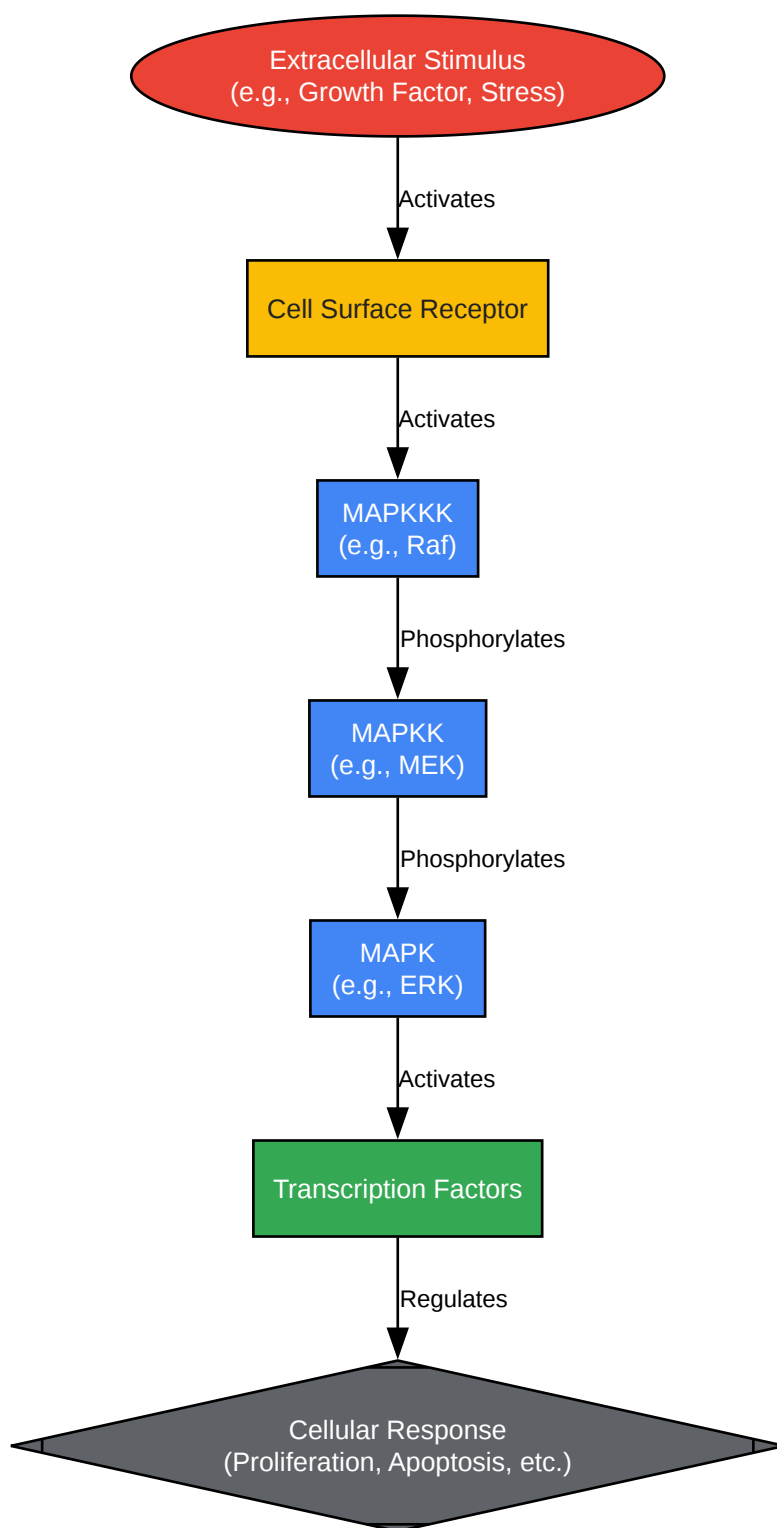 Extracellular Stimulus
(e.g., Growth Factor, Stress)
Activates
Cell Surface Receptor
Activates
MAPKKK
(e.g., Raf)
Phosphorylates
MAPKK
(e.g., MEK)
Phosphorylates
MAPK
(e.g., ERK)
Activates
Transcription Factors
Regulates
Cellular Response
(Proliferation, Apoptosis, etc.)